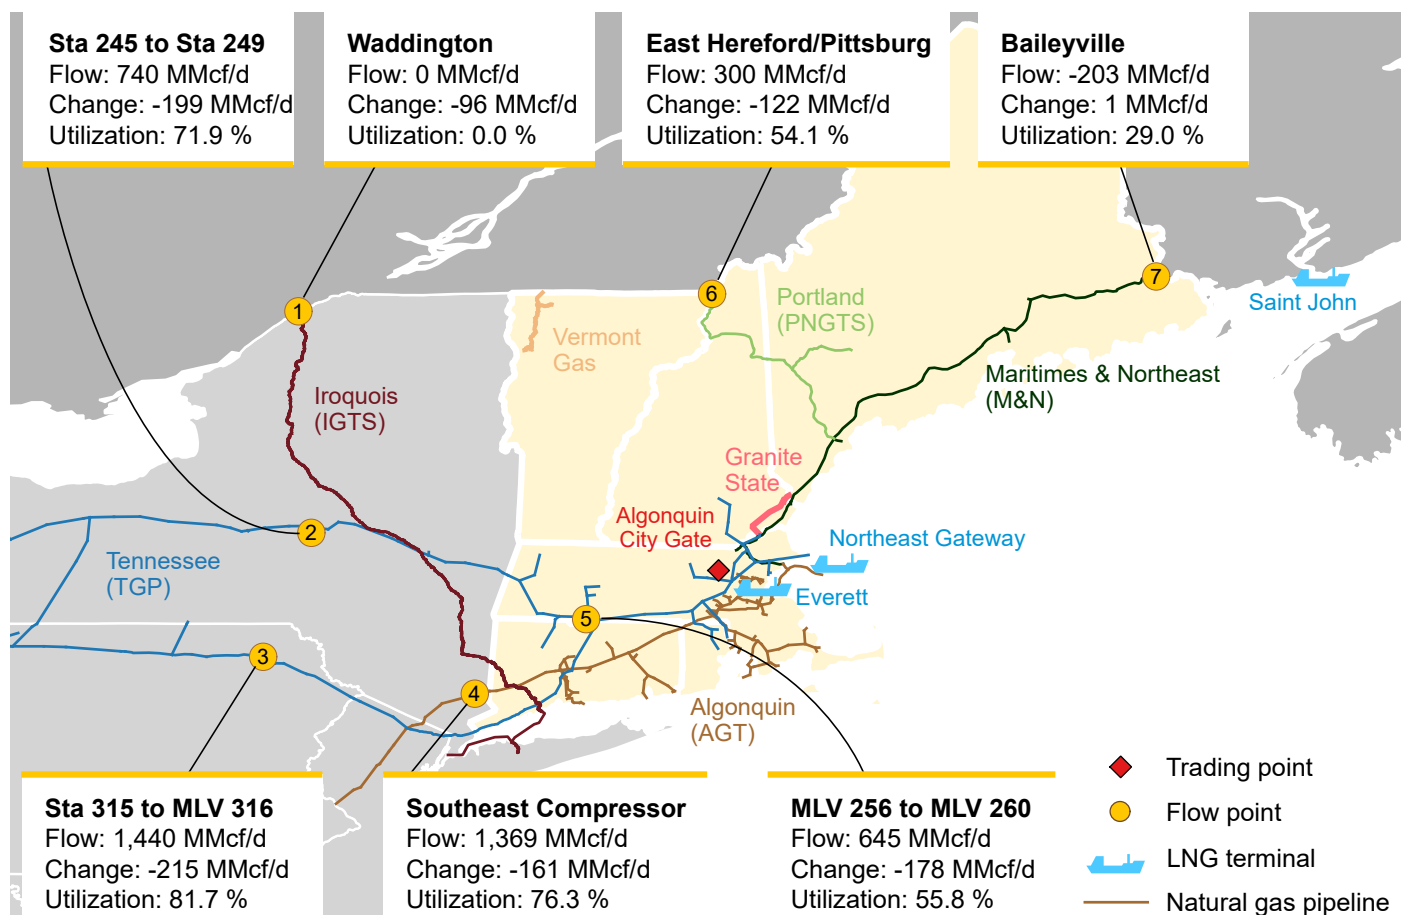 Sta 245 to Sta 249
Flow: 740 MMcf/d
Change: -199 MMcf/d
Utilization: 71.9 %
Waddington
Flow: 0 MMcf/d
Change: -96 MMcf/d
Utilization: 0.0 %
East Hereford/Pittsburg
Flow: 300 MMcf/d
Change: -122 MMcf/d
Utilization: 54.1 %
Baileyville
Flow: -203 MMcf/d
Change: 1 MMcf/d
Utilization: 29.0 %
1
6
7
Saint John
Portland
(PNGTS)
Vermont
Gas
Maritimes & Northeast
(M&N)
Iroquois
(IGTS)
Granite
State
Algonquin
City Gate
2
Northeast Gateway
Tennessee
(TGP)
Everett
5
3
4
Algonquin
(AGT)
Sta 315 to MLV 316
Flow: 1,440 MMcf/d
Change: -215 MMcf/d
Utilization: 81.7 %
Southeast Compressor
Flow: 1,369 MMcf/d
Change: -161 MMcf/d
Utilization: 76.3 %
MLV 256 to MLV 260
Flow: 645 MMcf/d
Change: -178 MMcf/d
Utilization: 55.8 %
Trading point
Flow point
LNG terminal
Natural gas pipeline